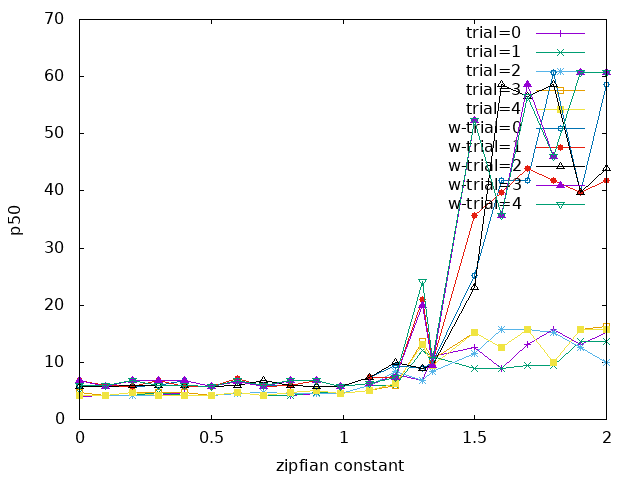 70
60
50
40
30
20
10
0
p50
0
0.5
1
1.5
2
zipfian constant
trial=0
trial=1
trial=2
trial=3
trial=4
w-trial=0
w-trial=1
w-trial=2
w-trial=3
w-trial=4